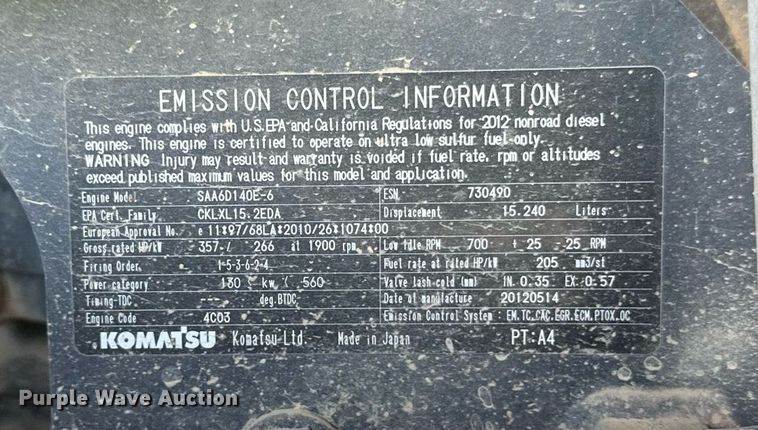 EMISSION CONTROL INFORMATION
This engine complies with U.S.EPA and California Regulations for 2012 nonroad diesel
engines. This engine is certified to operate on ultra low sulfur fuel only.
WARNING Injury may result and warranty is voided if fuel rate, rpm or altitudes
exceed published maximum values for this model and application.
Engine Model SAA6D140E-6 ESN 730490
EPA Cert. Family CKLXL15.2EDA Displacement 15.240 Liters
European Approval No. e 11*97/68LA*2010/26*1074*00
Gross rated HP/kW 357 / 266 at 1900 rpm Low Idle RPM 700 + 25 - 25 RPM
Firing Order 1-5-3-6-2-4 Fuel rate at rated HP/kW 205 mm3/st
Power category 130 ≤ kw ≤ 560 Valve lash cold (mm) IN. 0.35 EX. 0.57
Timing-TDC --- deg.BTDC Date of manufacture 20120514
Engine Code 4C03 Emission Control System : EM.TC.CAC.EGR.ECM.PTOX.OC
KOMATSU Komatsu Ltd. Made in Japan PT:A4
Purple Wave Auction